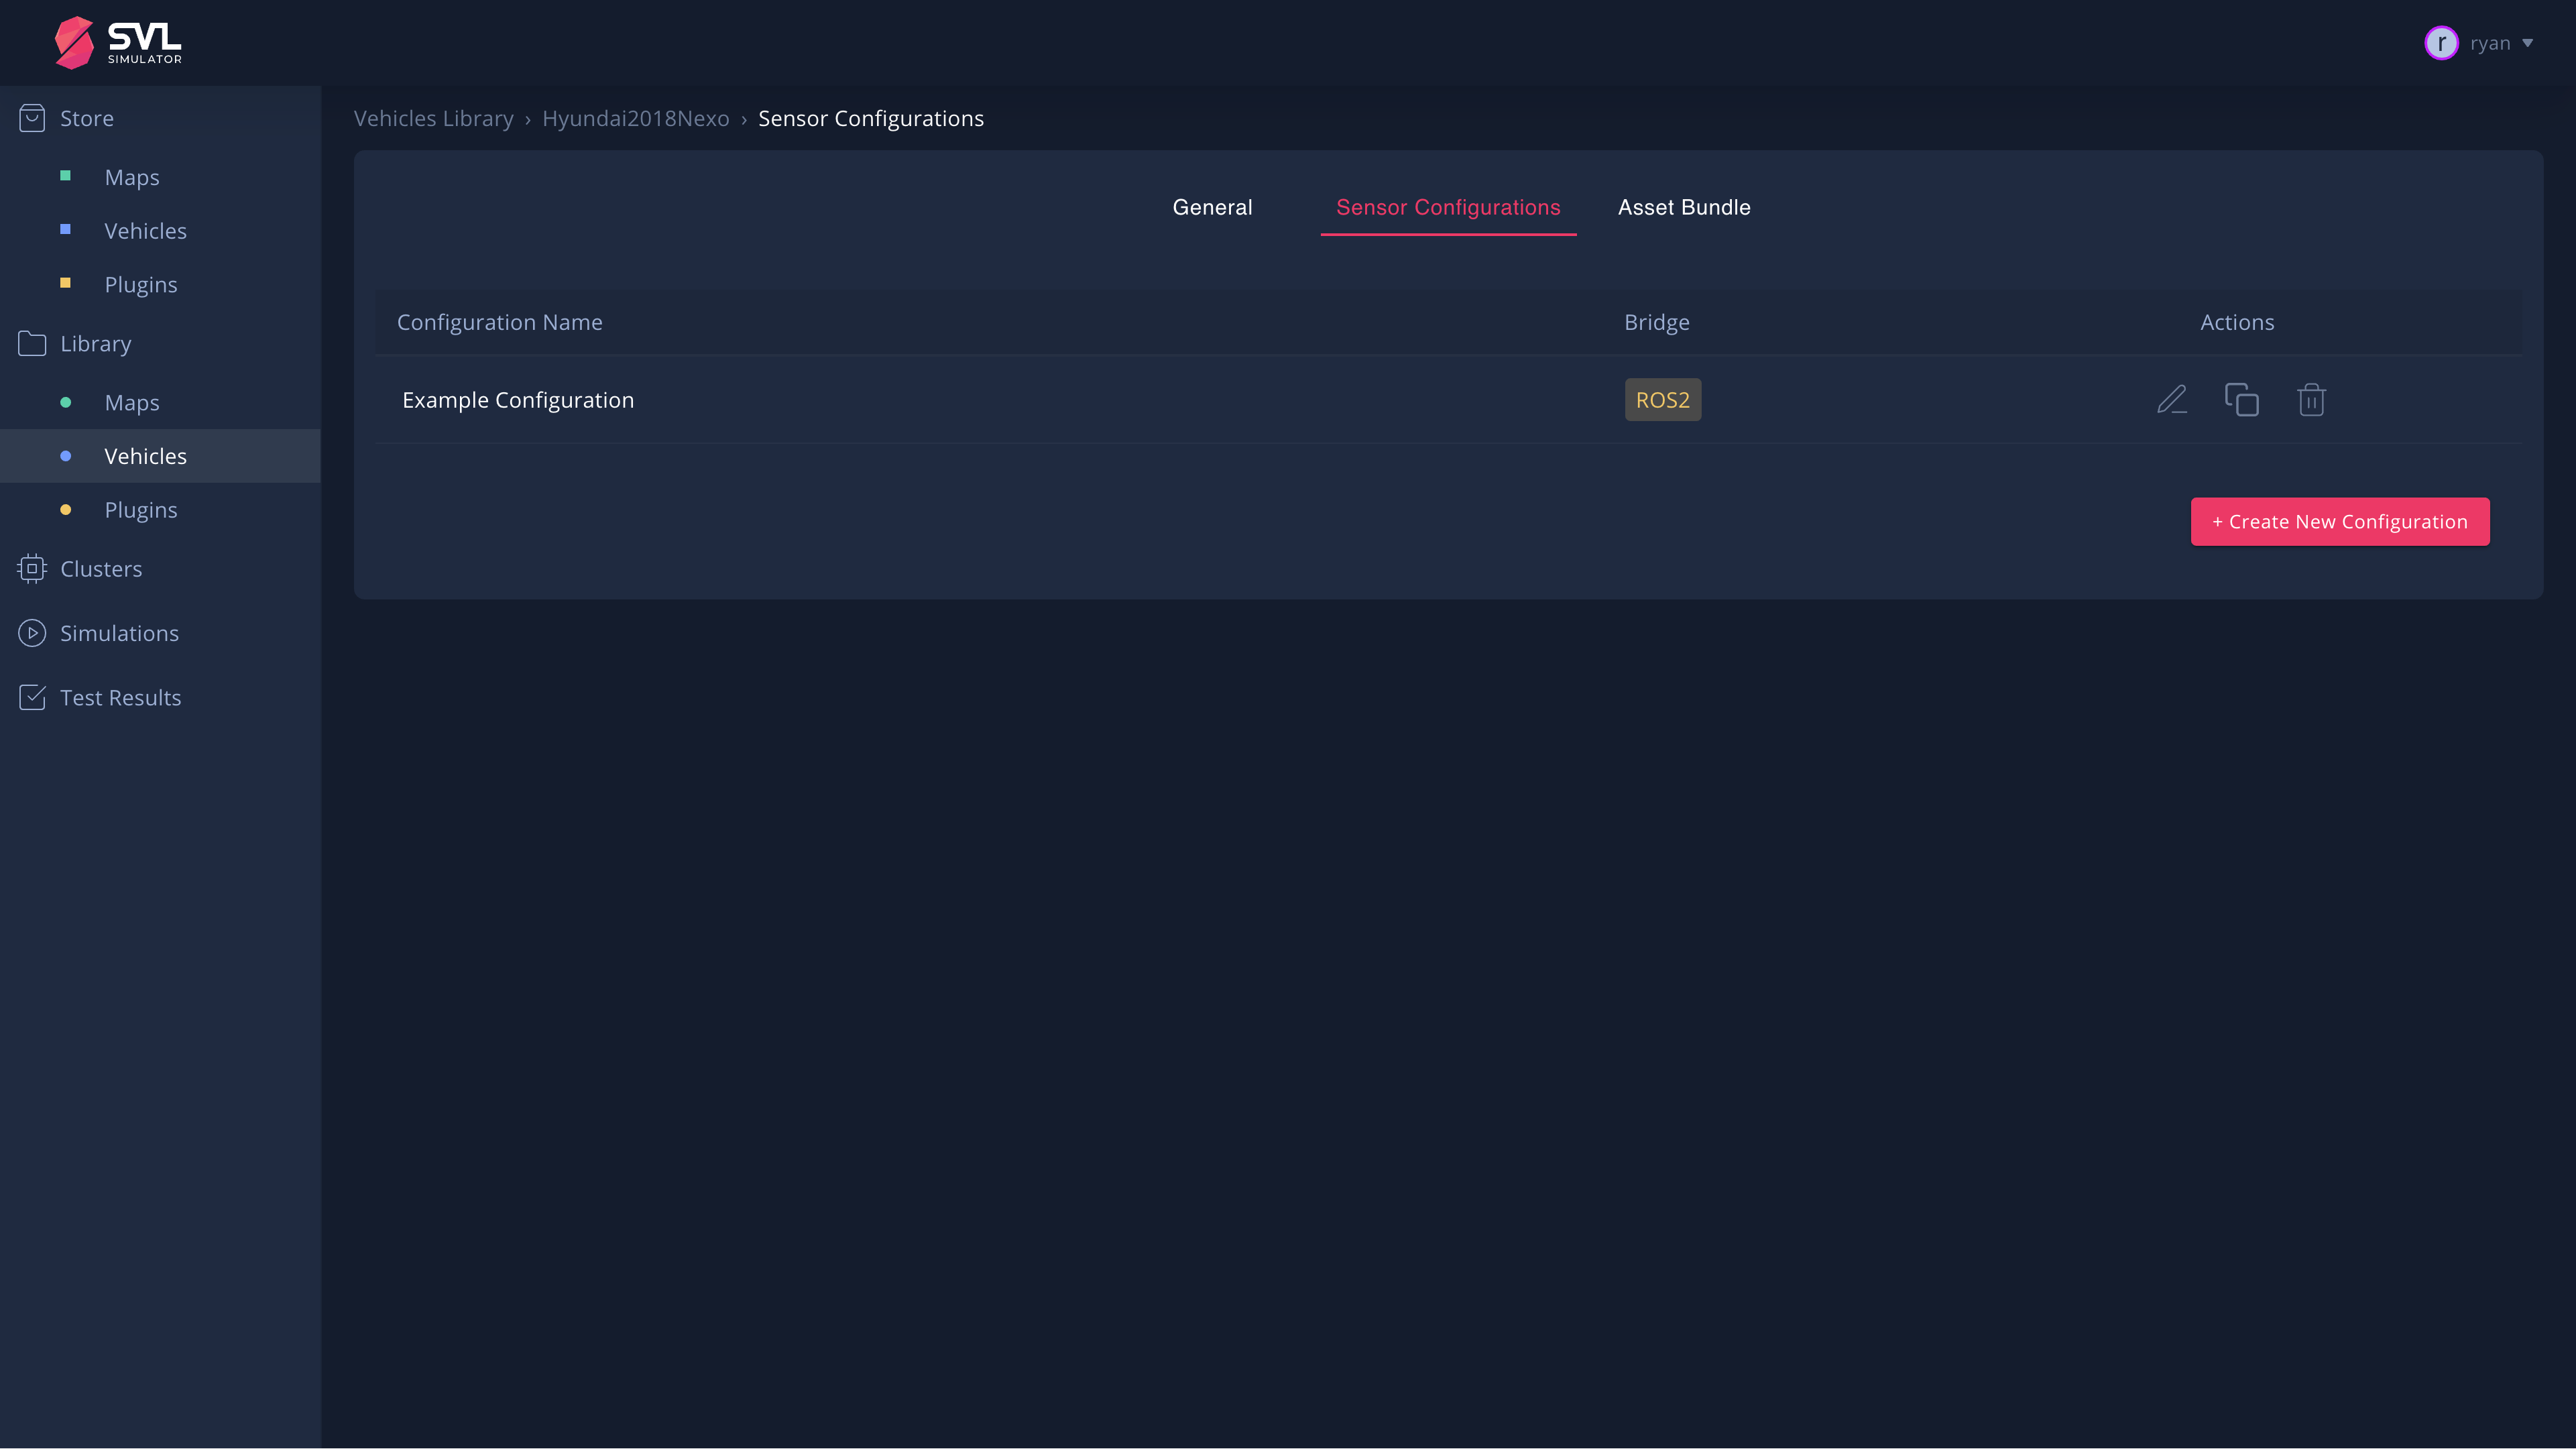 SVL
SIMULATOR
r ryan
Store
Maps
Vehicles
Plugins
Library
Maps
Vehicles
Plugins
Clusters
Simulations
Test Results
Vehicles Library › Hyundai2018Nexo › Sensor Configurations
General Sensor Configurations Asset Bundle
Configuration Name Bridge Actions
Example Configuration ROS2
+ Create New Configuration